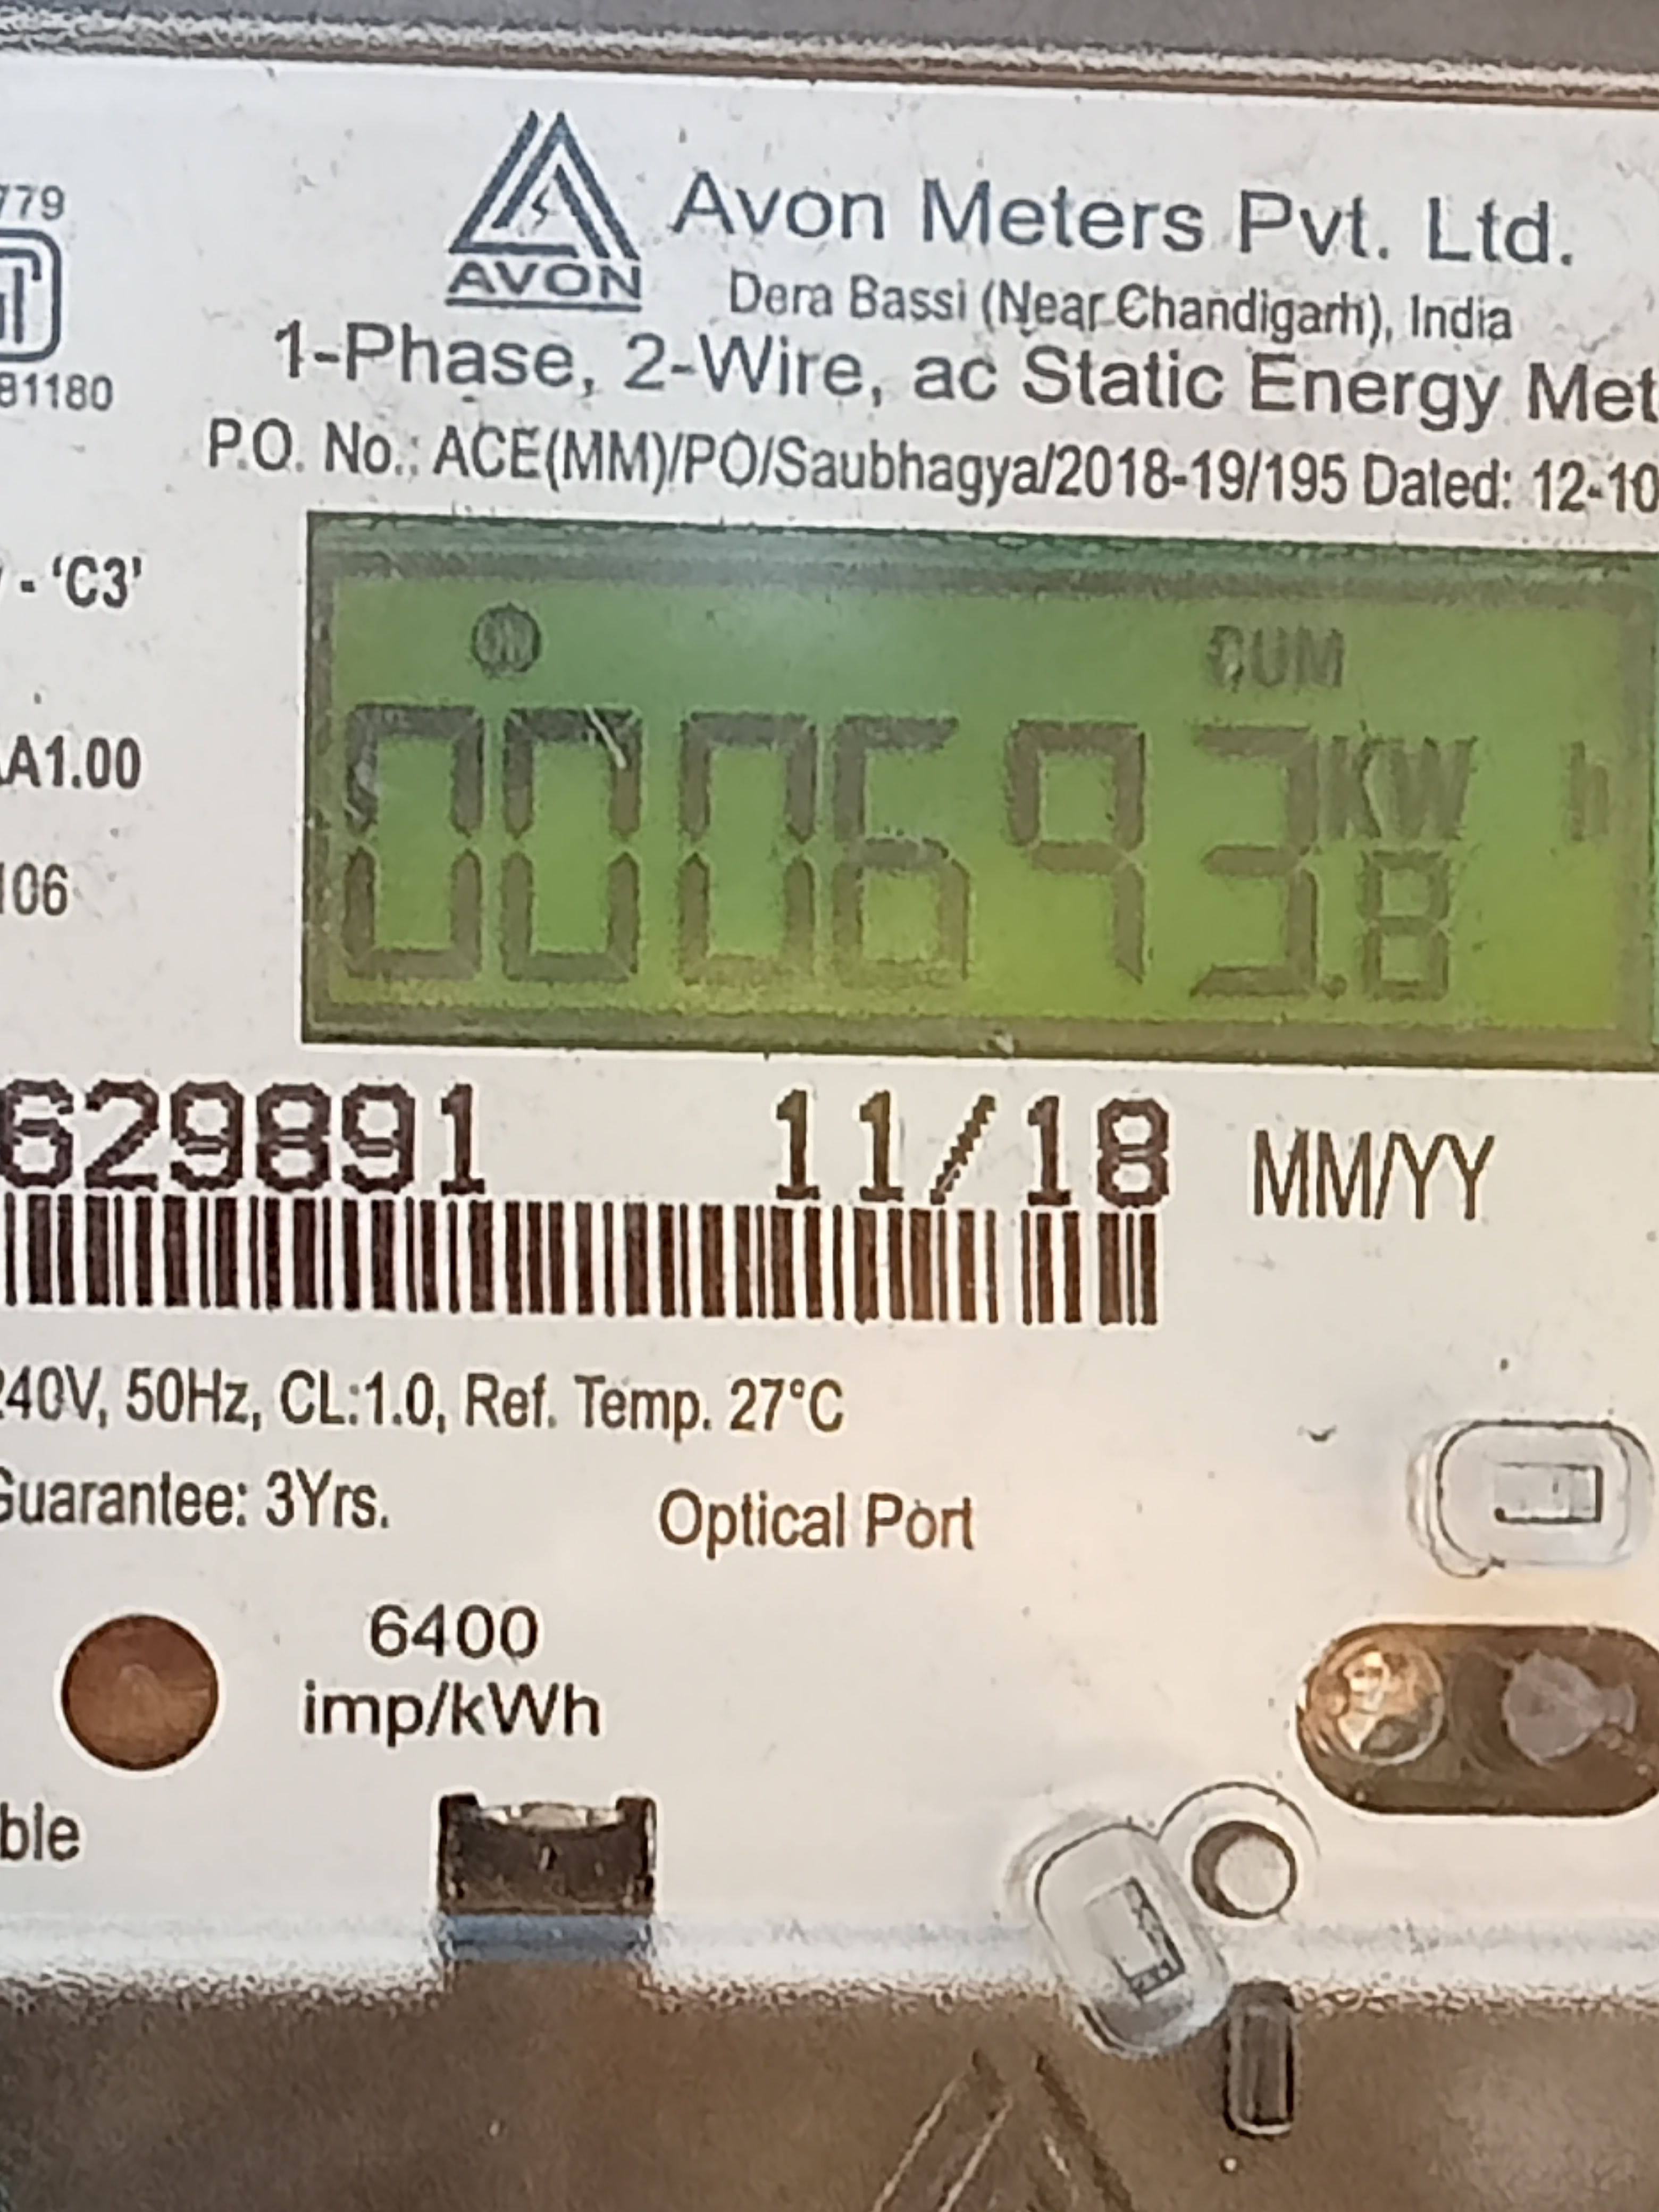 779
81180
AVON
Avon Meters Pvt. Ltd.
Dera Bassi (Near Chandigarh), India
1-Phase, 2-Wire, ac Static Energy Met
P.O. No.: ACE(MM)/PO/Saubhagya/2018-19/195 Dated: 12-10
- 'C3'
A1.00
106
CUM
000693.8 KW h
629891 11/18 MM/YY
240V, 50Hz, CL:1.0, Ref. Temp. 27°C
Guarantee: 3Yrs. Optical Port
6400
imp/kWh
ble